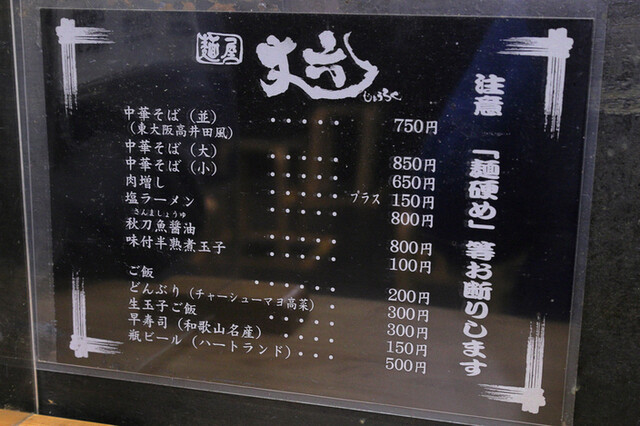 麺屋 丈六
じょうろく
中華そば（並）・・・・・ 750円
（東大阪高井田風）
中華そば（大）・・・・・ 850円
中華そば（小）・・・・・ 650円
肉増し・・・・・プラス 150円
塩ラーメン・・・・・ 800円
さんましょうゆ
秋刀魚醤油・・・・・ 800円
味付半熟煮玉子・・・・ 100円
ご飯・・・・・・ 200円
どんぶり（チャーシューマヨ高菜）・ 300円
生玉子ご飯・・・・・ 300円
早寿司（和歌山名産）・・・・ 150円
瓶ビール（ハートランド）・・・ 500円
注意 「麺硬め」等お断りします